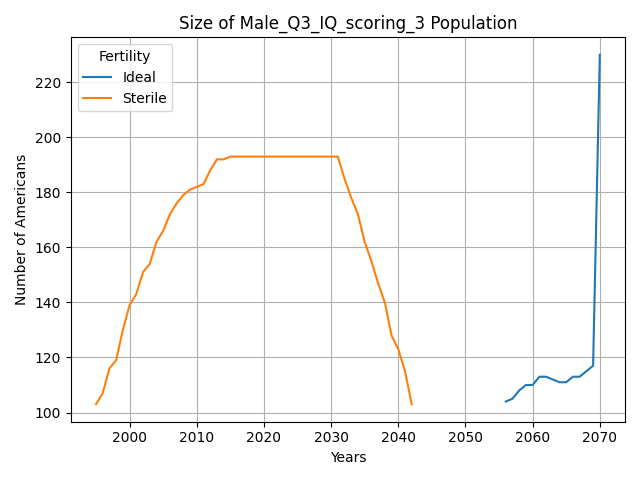 Size of Male_Q3_IQ_scoring_3 Population
Fertility
Ideal
Sterile
Number of Americans
220
200
180
160
140
120
100
2000 2010 2020 2030 2040 2050 2060 2070
Years